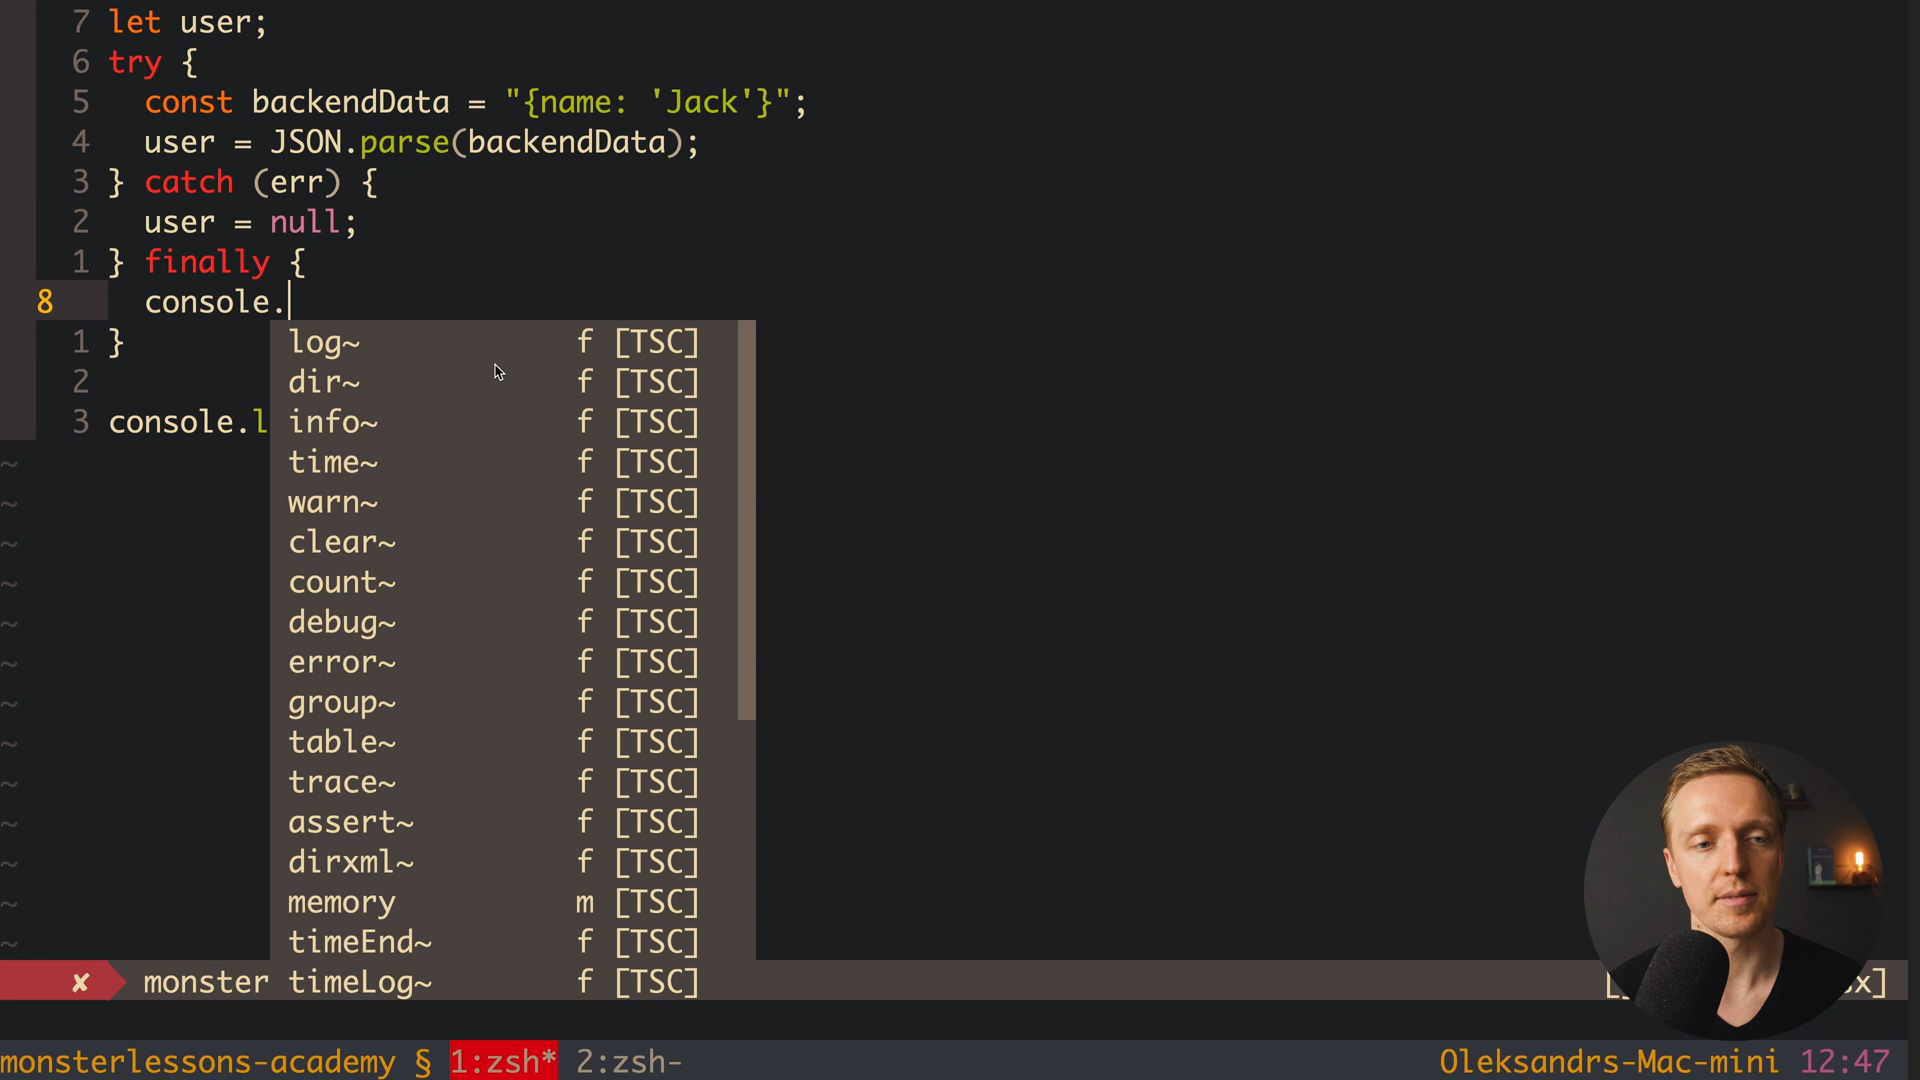 7 let user;
6 try {
5   const backendData = "{name: 'Jack'}";
4   user = JSON.parse(backendData);
3 } catch (err) {
2   user = null;
1 } finally {
8   console.
1 }
log~ f [TSC]
2
dir~ f [TSC]
3 console.l
info~ f [TSC]
~ time~ f [TSC]
~ warn~ f [TSC]
~ clear~ f [TSC]
~ count~ f [TSC]
~ debug~ f [TSC]
~ error~ f [TSC]
~ group~ f [TSC]
~ table~ f [TSC]
~ trace~ f [TSC]
~ assert~ f [TSC]
~ dirxml~ f [TSC]
~ memory m [TSC]
~ timeEnd~ f [TSC]
✘ monster
timeLog~ f [TSC]
monsterlessons-academy § 1:zsh* 2:zsh- Oleksandrs-Mac-mini 12:47